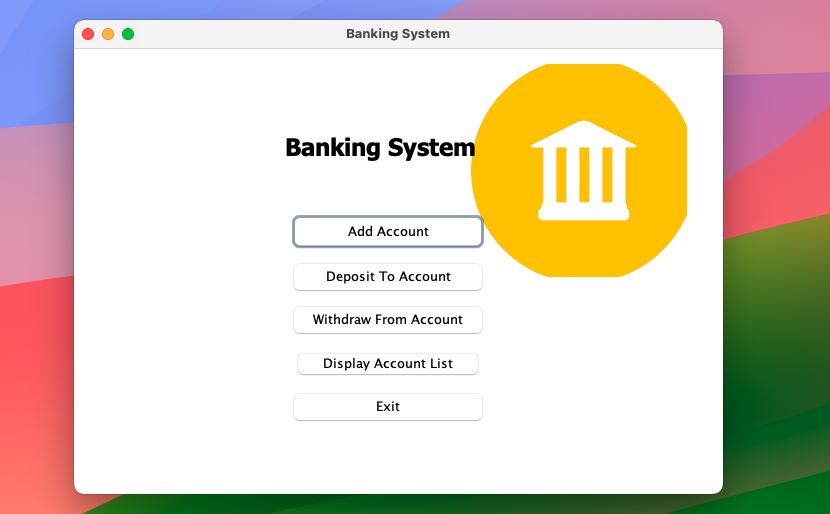 Banking System
Banking System
Add Account
Deposit To Account
Withdraw From Account
Display Account List
Exit